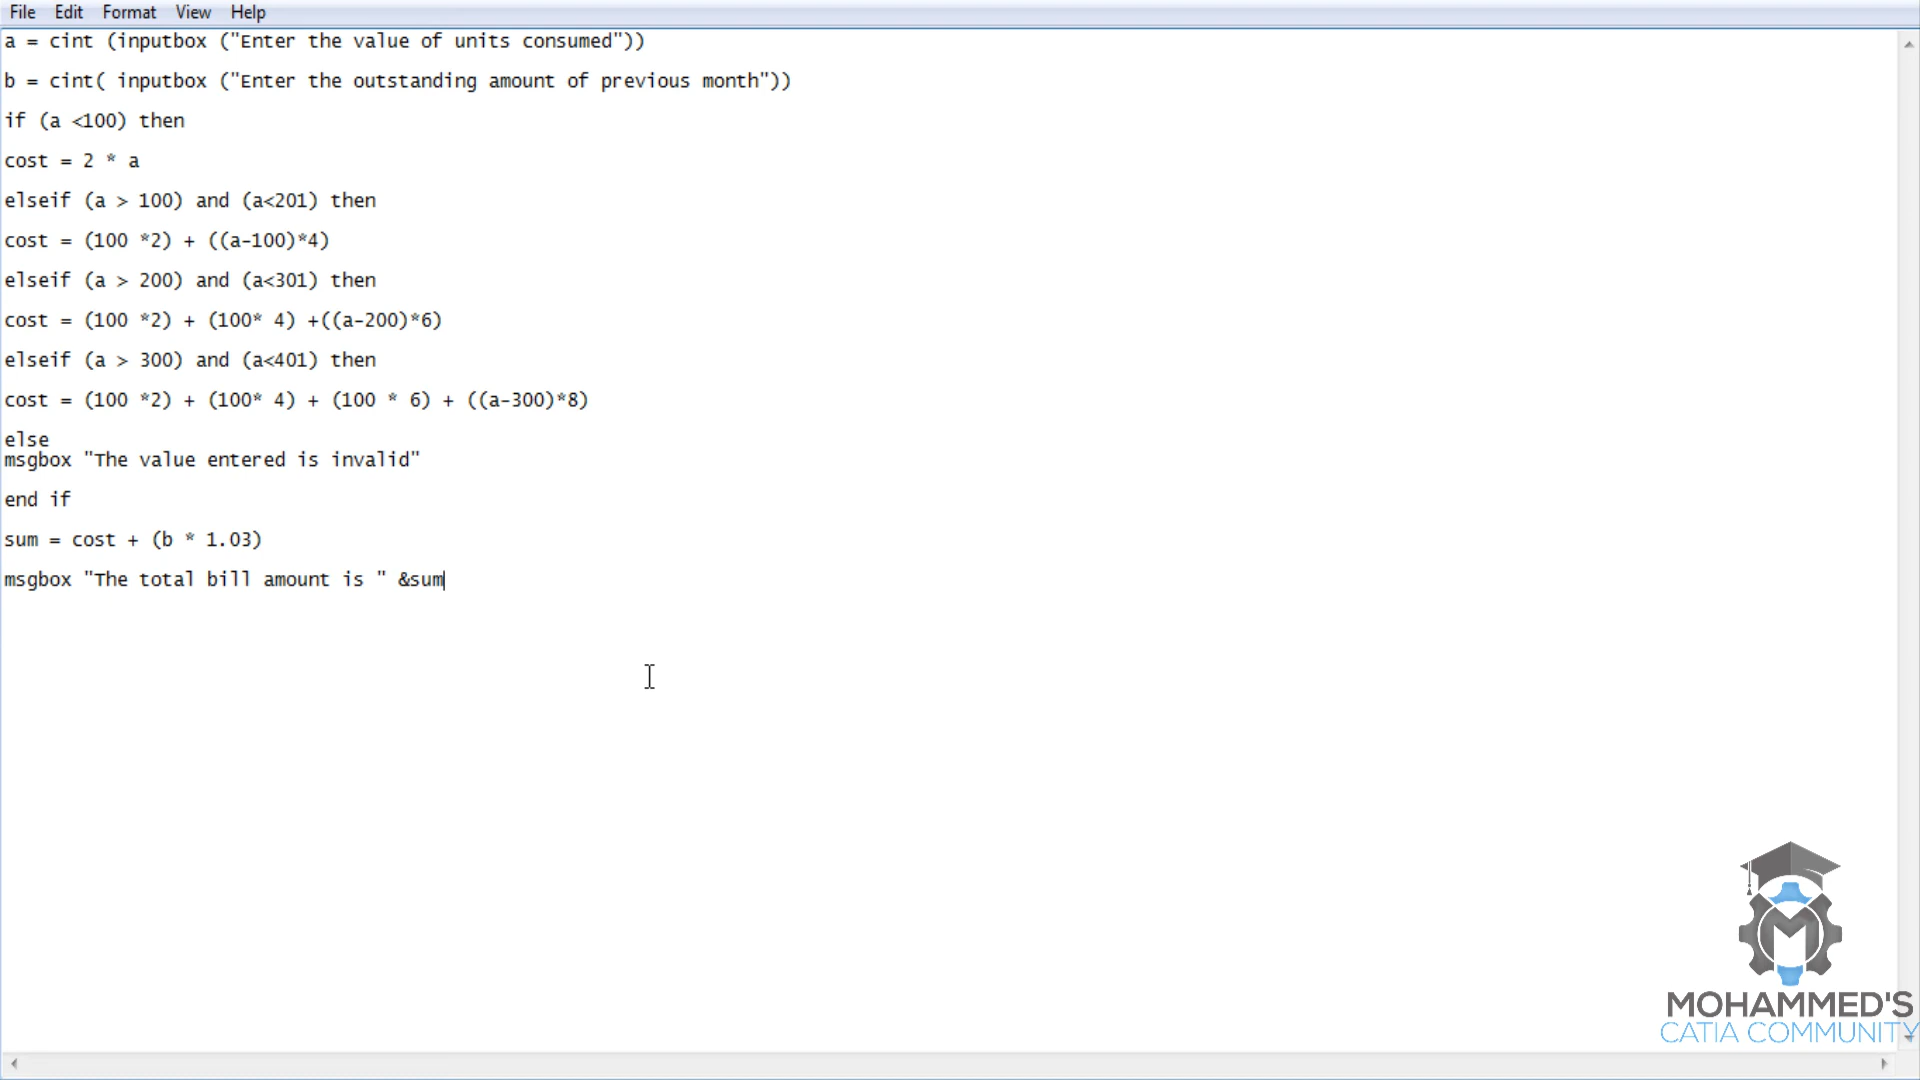 File Edit Format View Help
a = cint (inputbox ("Enter the value of units consumed"))
b = cint( inputbox ("Enter the outstanding amount of previous month"))
if (a <100) then
cost = 2 * a
elseif (a > 100) and (a<201) then
cost = (100 *2) + ((a-100)*4)
elseif (a > 200) and (a<301) then
cost = (100 *2) + (100* 4) +((a-200)*6)
elseif (a > 300) and (a<401) then
cost = (100 *2) + (100* 4) + (100 * 6) + ((a-300)*8)
else
msgbox "The value entered is invalid"
end if
sum = cost + (b * 1.03)
msgbox "The total bill amount is " &sum
MOHAMMED'S
CATIA COMMUNITY